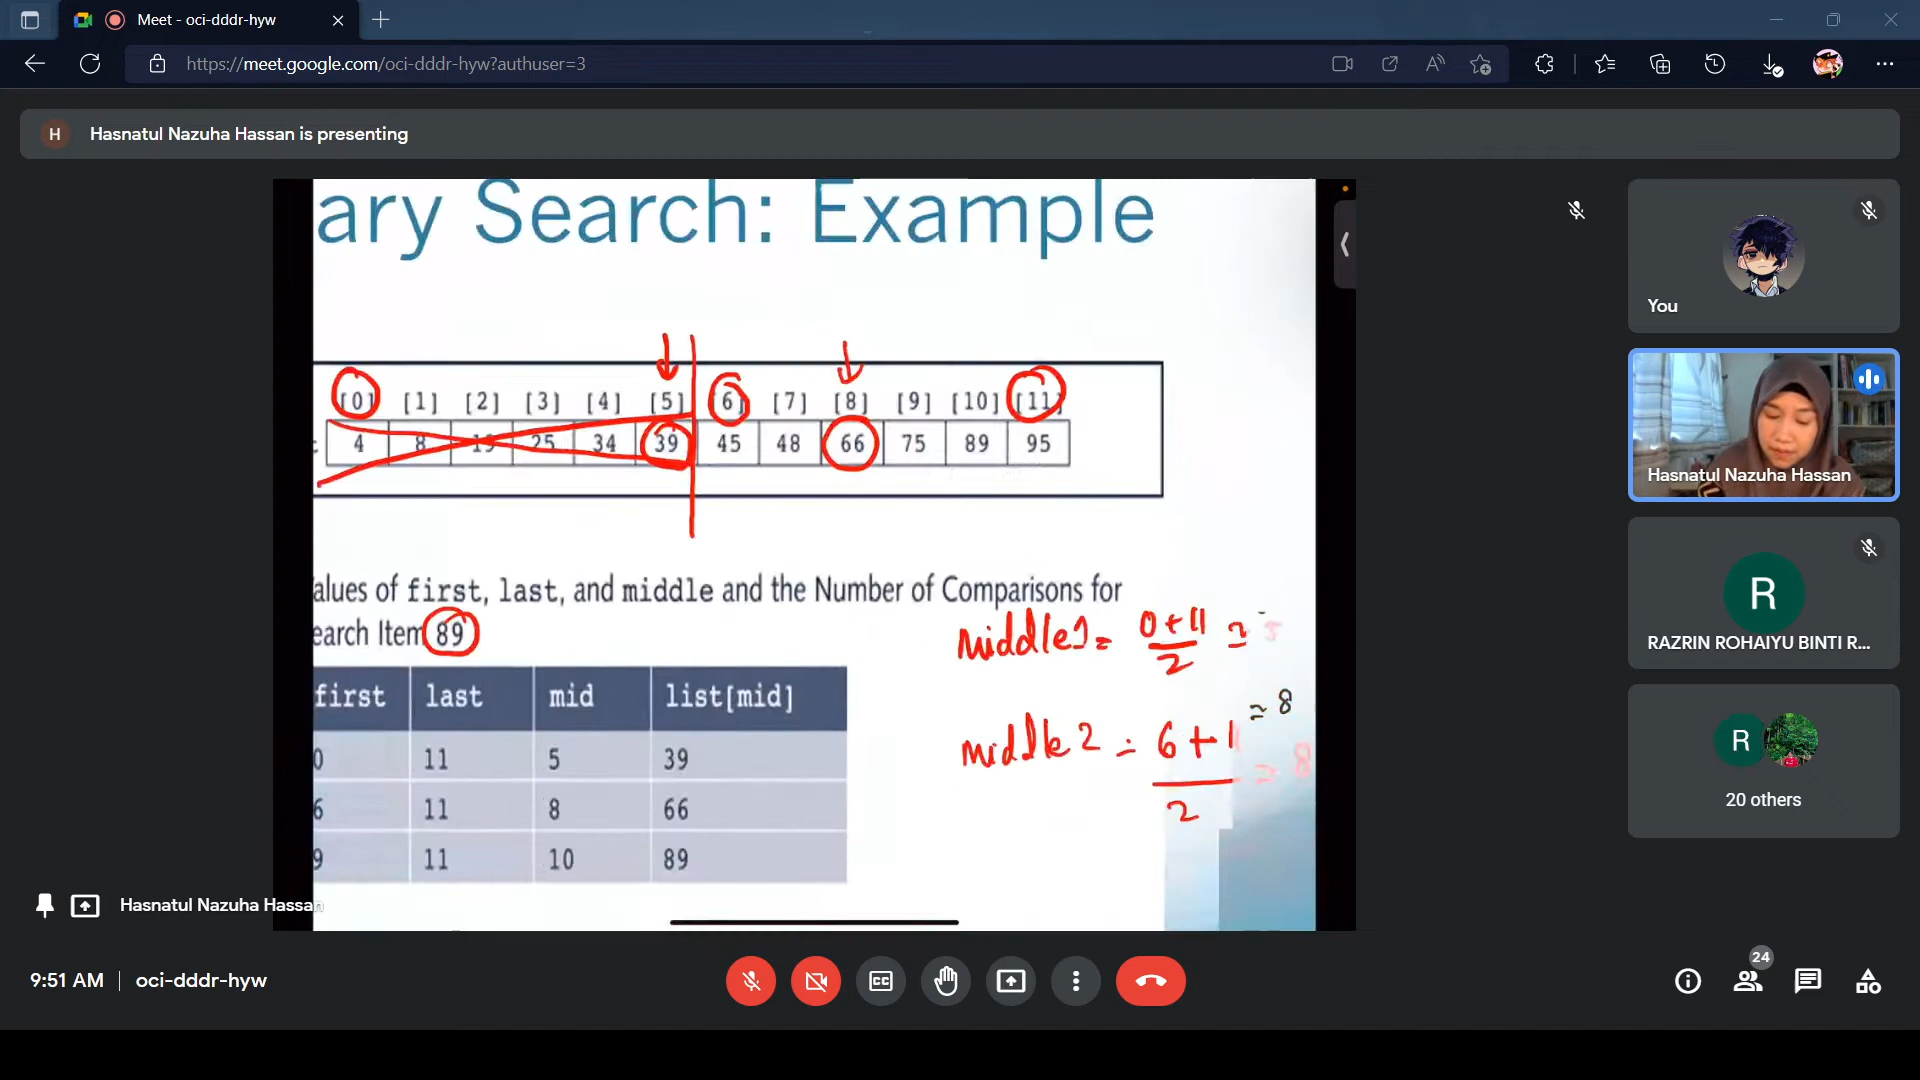 Meet - oci-dddr-hyw
https://meet.google.com/oci-dddr-hyw?authuser=3
H
Hasnatul Nazuha Hassan is presenting
ary Search: Example
[0] [1] [2] [3] [4] [5] [6] [7] [8] [9] [10] [11]
4 8 19 25 34 39 45 48 66 75 89 95
alues of first, last, and middle and the Number of Comparisons for
earch Item 89
middle1 = 0+11
2
≈ 8
middle 2 = 6+1
2
= 8
first last mid list[mid]
0 11 5 39
6 11 8 66
9 11 10 89
You
Hasnatul Nazuha Hassan
R
RAZRIN ROHAIYU BINTI R...
R
20 others
Hasnatul Nazuha Hassan
9:51 AM
oci-dddr-hyw
CC
24